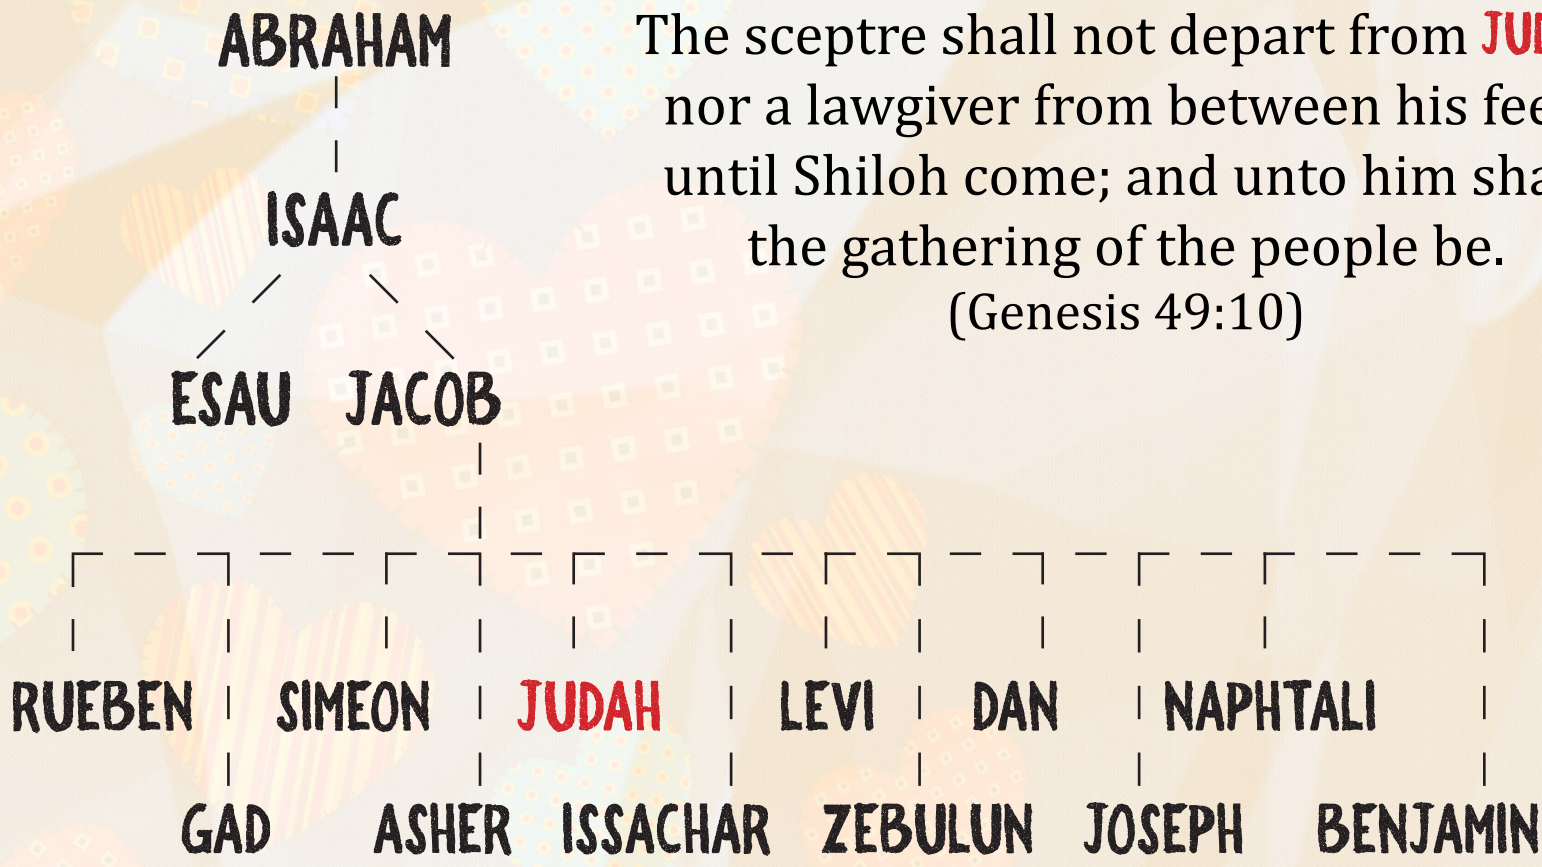 ABRAHAM
The sceptre shall not depart from
nor a lawgiver from between his
until Shiloh come; and unto him
the gathering of the people be.
(Genesis 49:10)
ISAAC
ESAU JACOB
RUEBEN SIMEON JUDAH LEVI DAN NAPHTALI
GAD ASHER ISSACHAR ZEBULUN JOSEPH BENJAMIN